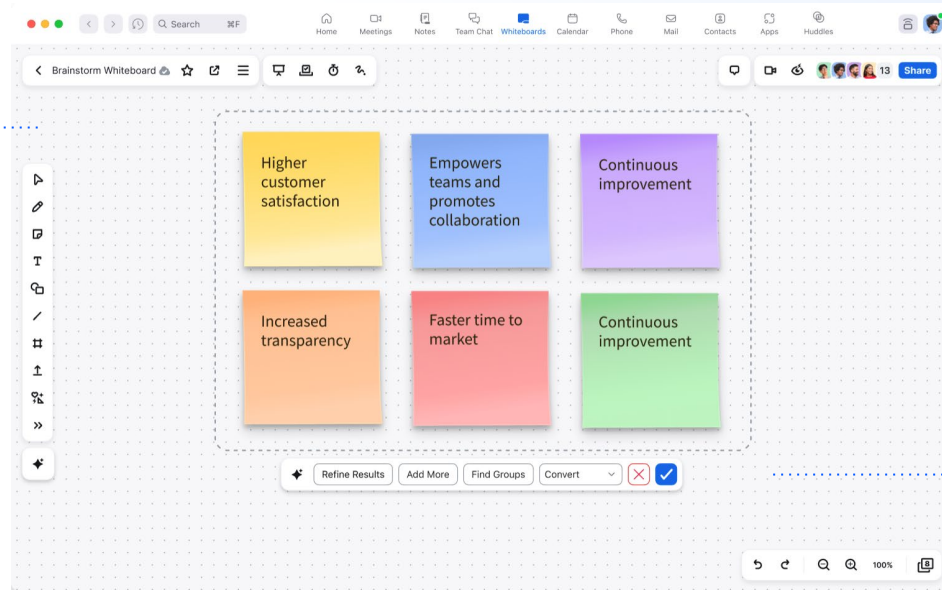 Search ⌘F
Home
Meetings
Notes
Team Chat
Whiteboards
Calendar
Phone
Mail
Contacts
Apps
Huddles
Brainstorm Whiteboard
13
Share
Higher
customer
satisfaction
Empowers
teams and
promotes
collaboration
Continuous
improvement
Increased
transparency
Faster time to
market
Continuous
improvement
Refine Results
Add More
Find Groups
Convert
100%
8